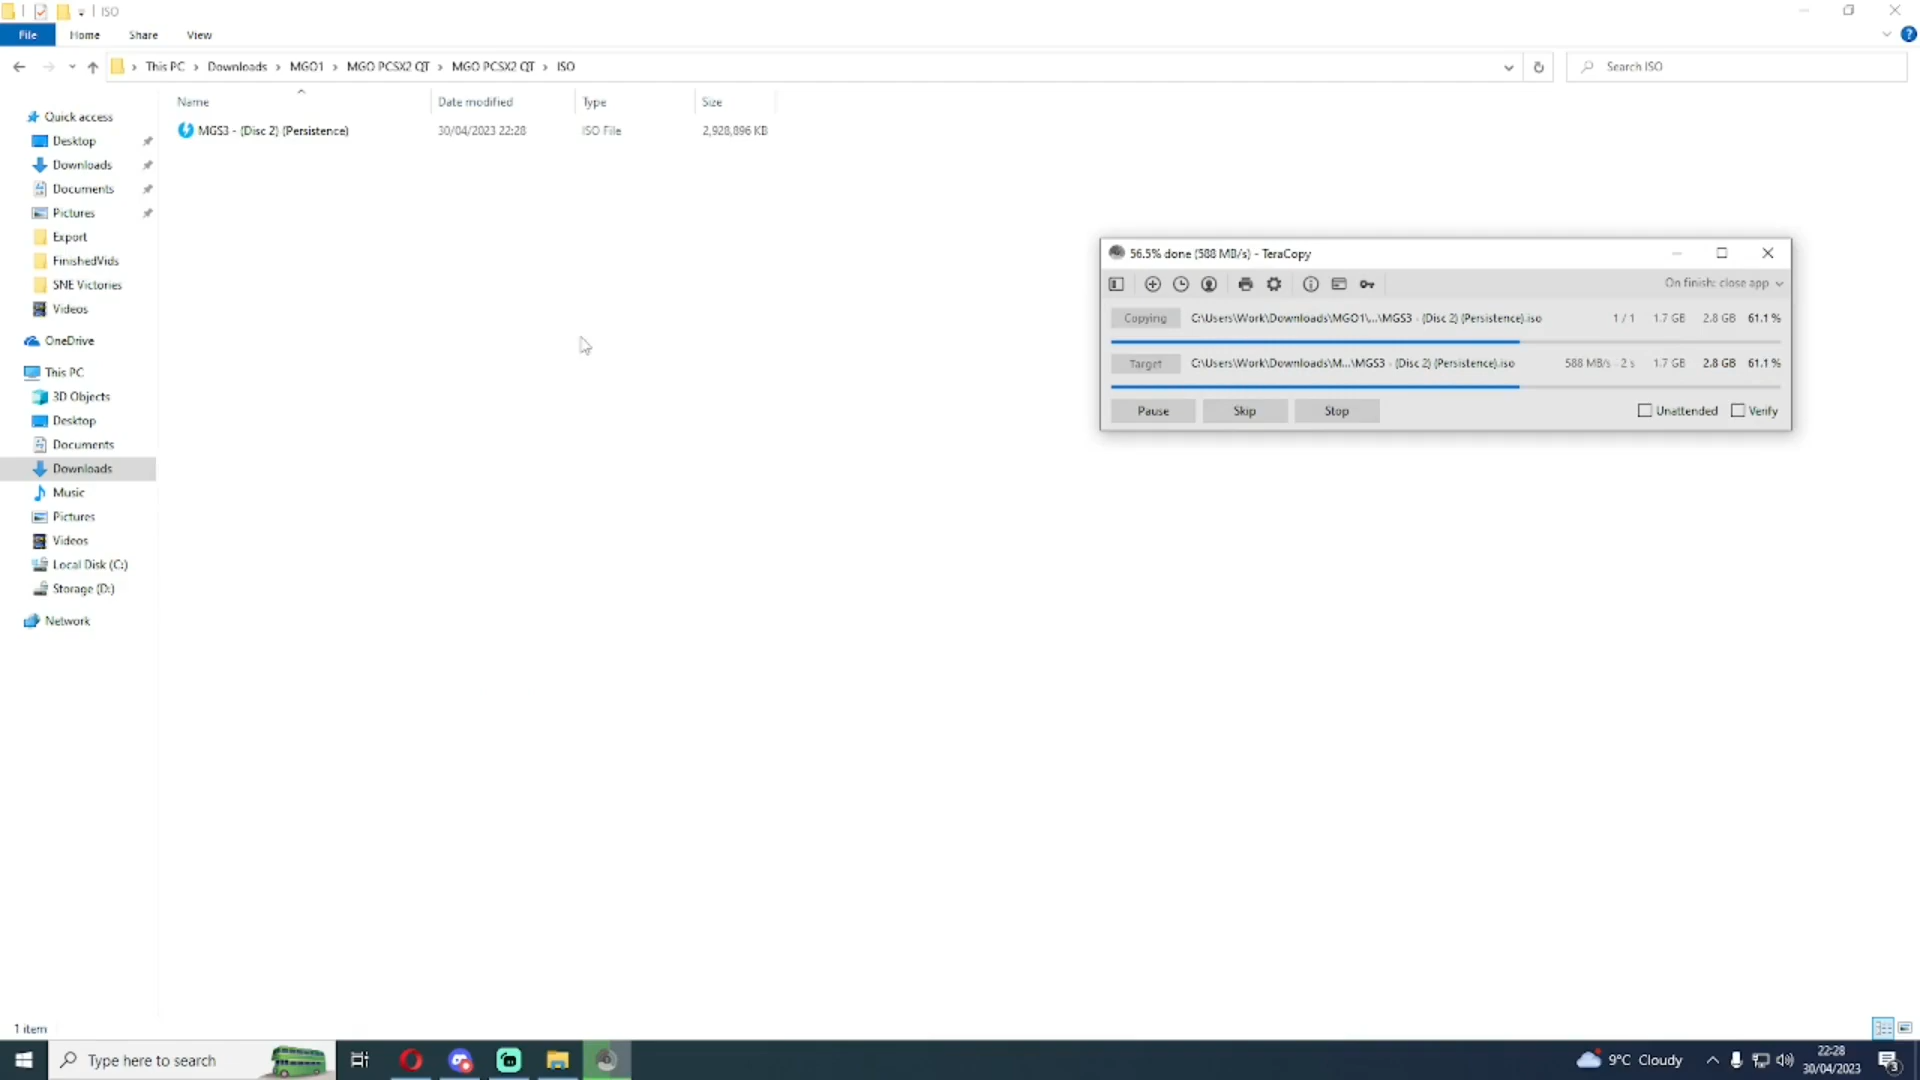 ISO
File Home Share View
This PC > Downloads > MGO1 > MGO PCSX2 QT > MGO PCSX2 QT > ISO
Search ISO
Name Date modified Type Size
MGS3 - (Disc 2) (Persistence) 30/04/2023 22:28 ISO File 2,928,896 KB
Quick access
Desktop
Downloads
Documents
Pictures
Export
FinishedVids
SNE Victories
Videos
OneDrive
This PC
3D Objects
Desktop
Documents
Downloads
Music
Pictures
Videos
Local Disk (C:)
Storage (D:)
Network
56.5% done (588 MB/s) - TeraCopy
On finish: close app
Copying C:\Users\Work\Downloads\MGO1\...\MGS3 - (Disc 2) (Persistence).iso 1 / 1 1.7 GB 2.8 GB 61.1 %
Target C:\Users\Work\Downloads\M...\MGS3 - (Disc 2) (Persistence).iso 588 MB/s - 2 s 1.7 GB 2.8 GB 61.1 %
Pause Skip Stop Unattended Verify
1 item
Type here to search
9°C Cloudy
22:28
30/04/2023
3